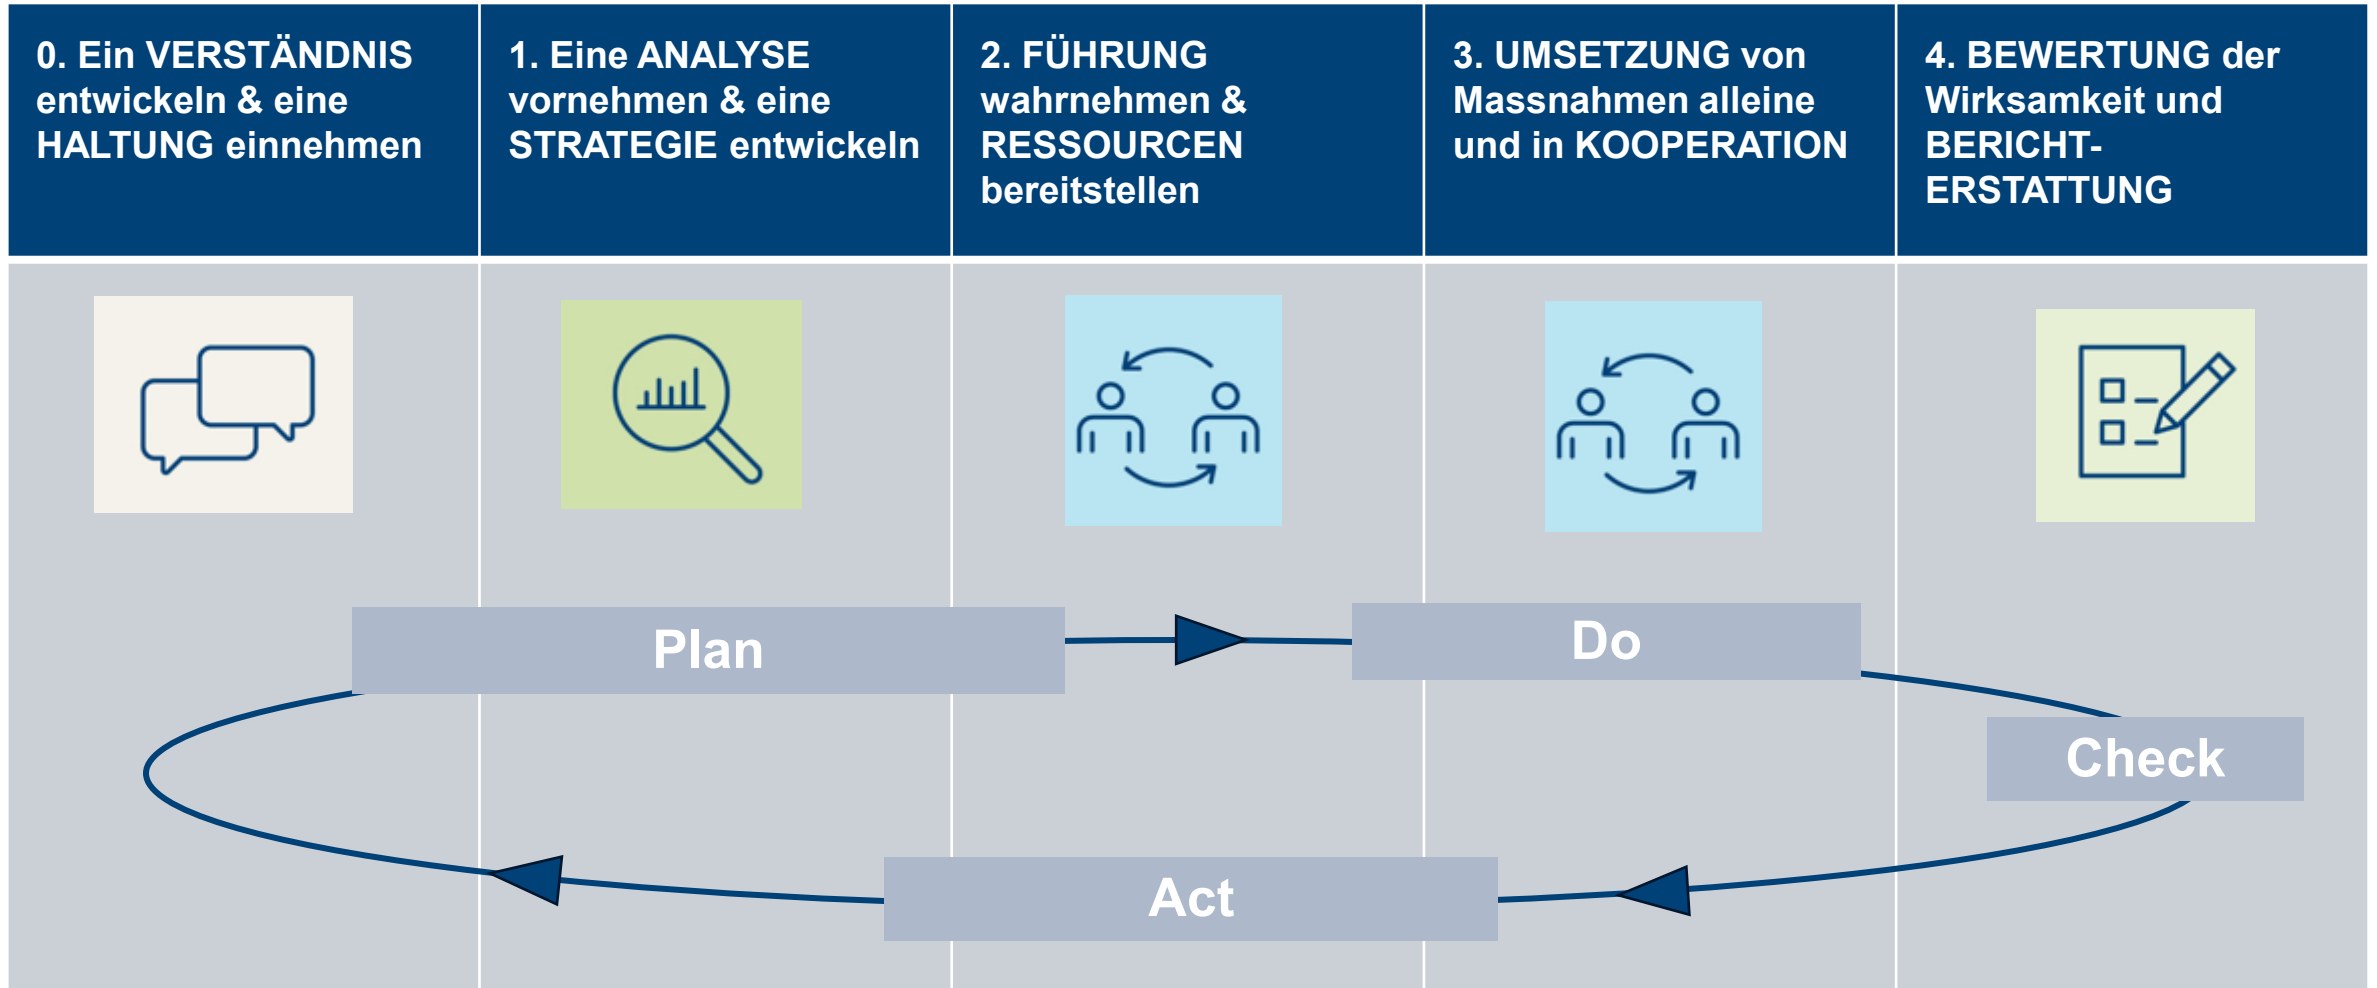 0. Ein VERSTÄNDNIS
entwickeln & eine
HALTUNG einnehmen
1. Eine ANALYSE
vornehmen & eine
STRATEGIE entwickeln
2. FÜHRUNG
wahrnehmen &
RESSOURCEN
bereitstellen
3. UMSETZUNG von
Massnahmen alleine
und in KOOPERATION
4. BEWERTUNG der
Wirksamkeit und
BERICHT-
ERSTATTUNG
Plan
Do
Check
Act